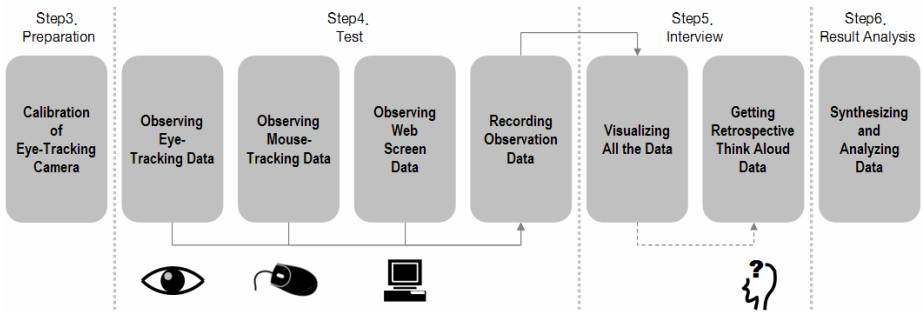 Step3.
Preparation
Step4.
Test
Step5.
Interview
Step6.
Result Analysis
Calibration
of
Eye-Tracking
Camera
Observing
Eye-
Tracking Data
Observing
Mouse-
Tracking Data
Observing
Web
Screen
Data
Recording
Observation
Data
Visualizing
All the Data
Getting
Retrospective
Think Aloud
Data
Synthesizing
and
Analyzing
Data
?